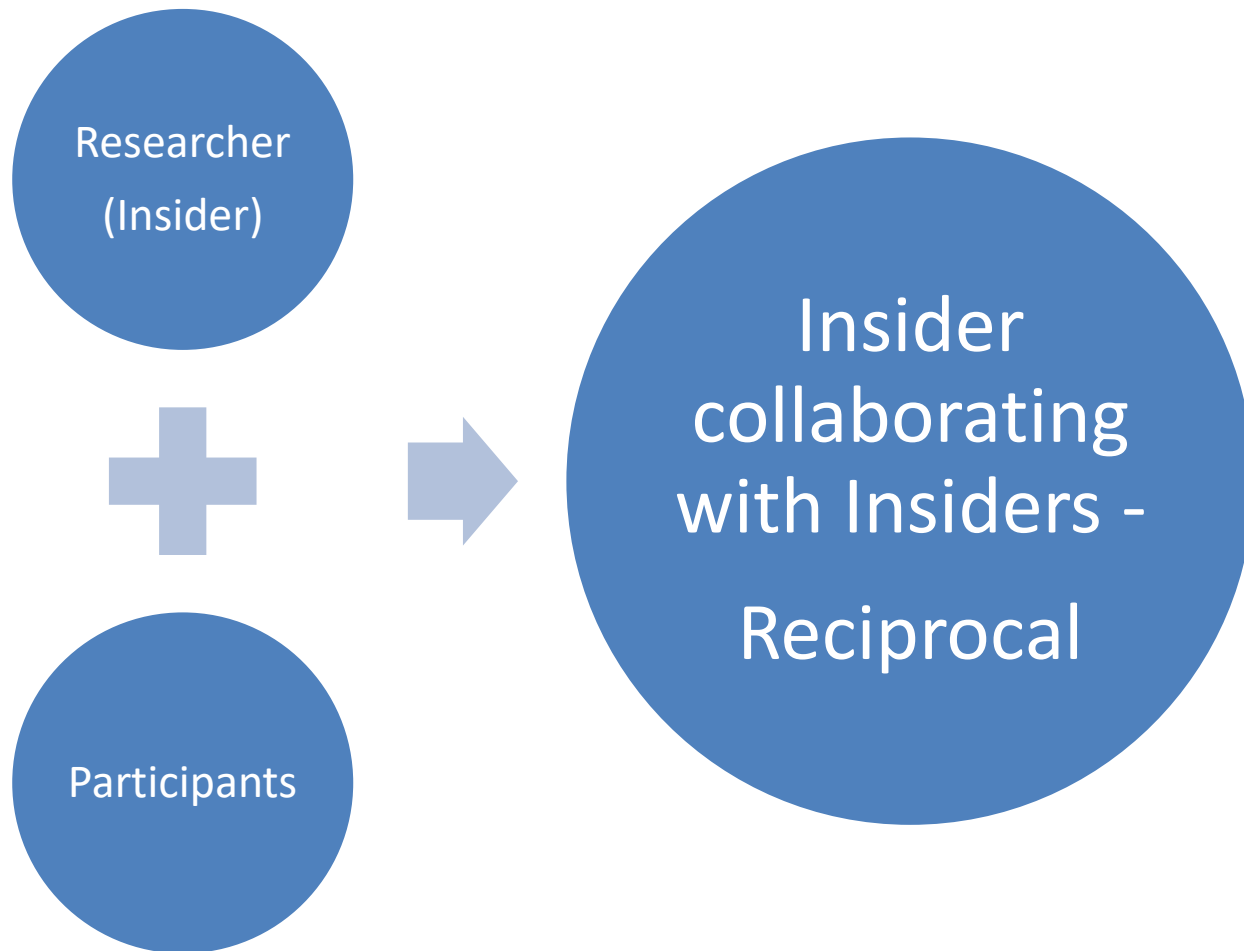 Researcher
(Insider)
Participants
Insider
collaborating
with Insiders -
Reciprocal